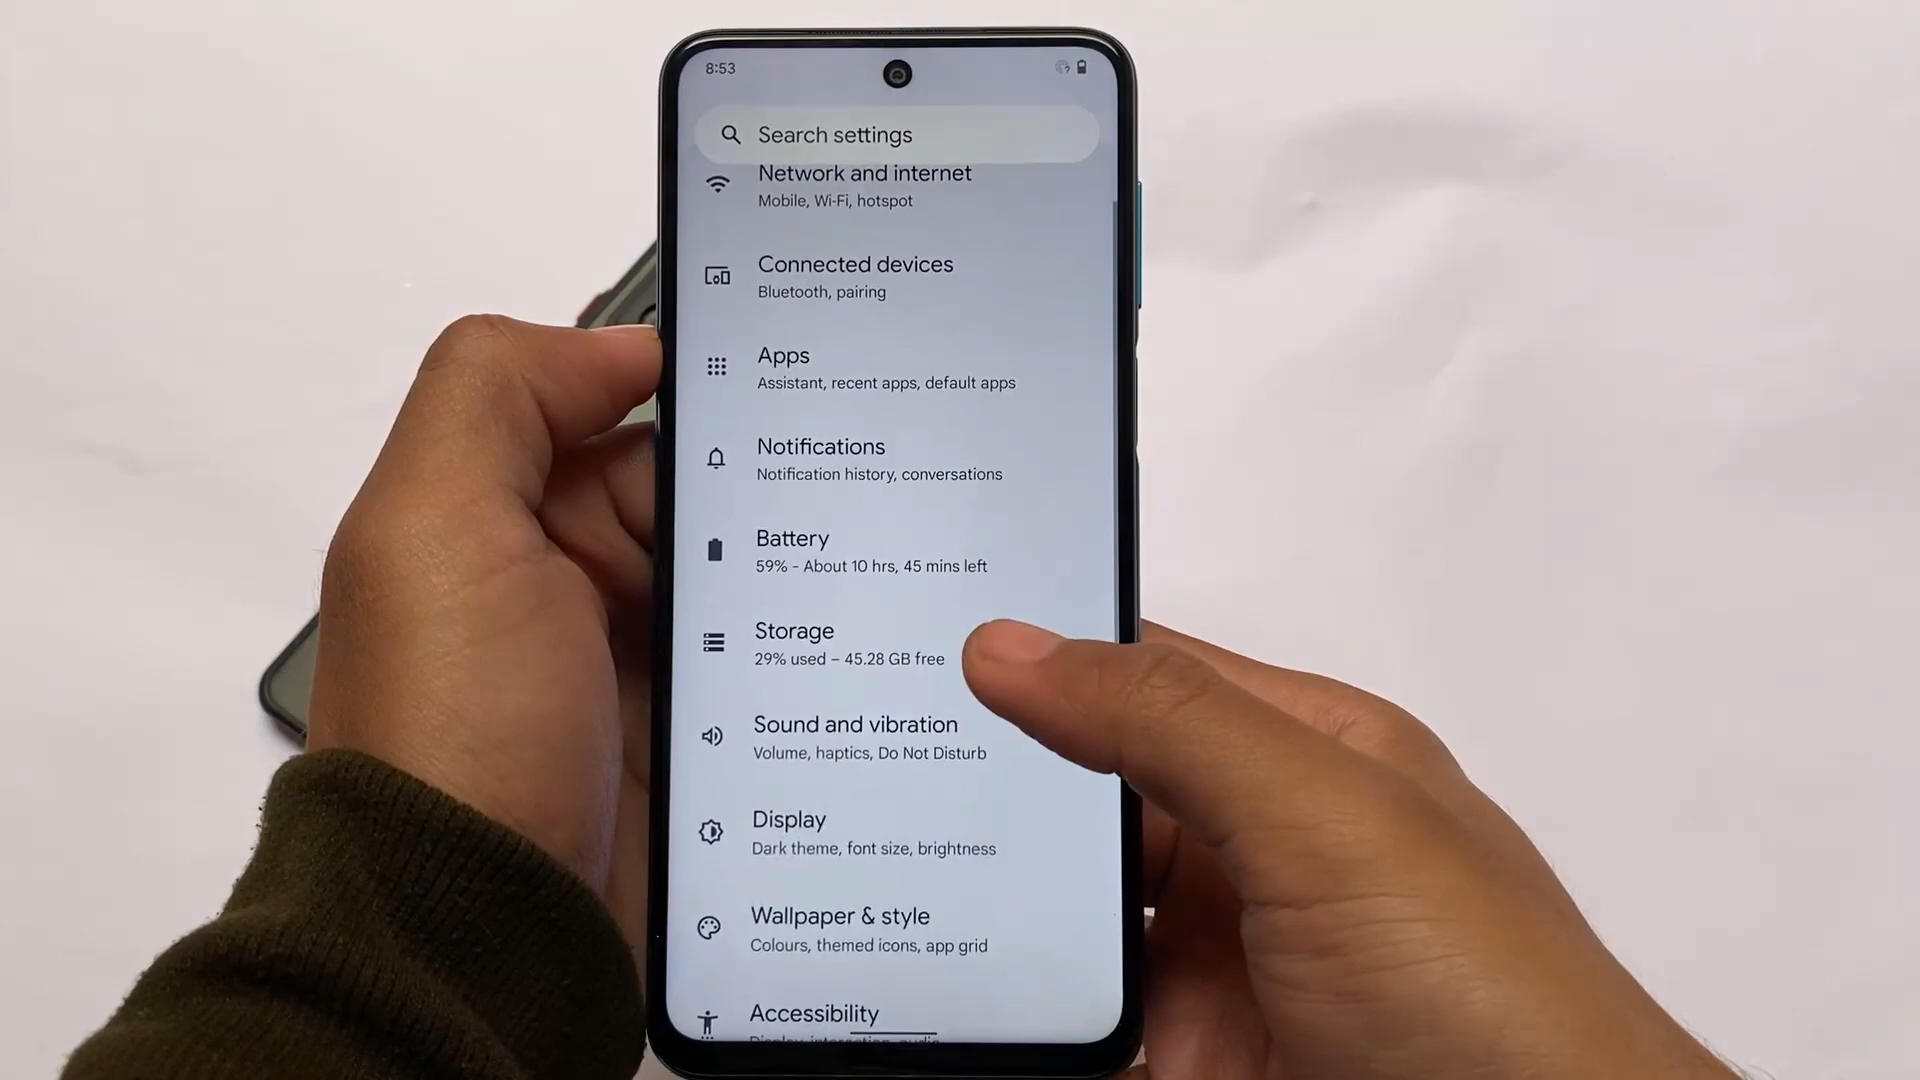 8:53
Search settings
Network and internet
Mobile, Wi-Fi, hotspot
Connected devices
Bluetooth, pairing
Apps
Assistant, recent apps, default apps
Notifications
Notification history, conversations
Battery
59% - About 10 hrs, 45 mins left
Storage
29% used – 45.28 GB free
Sound and vibration
Volume, haptics, Do Not Disturb
Display
Dark theme, font size, brightness
Wallpaper & style
Colours, themed icons, app grid
Accessibility
Display, interaction, audio